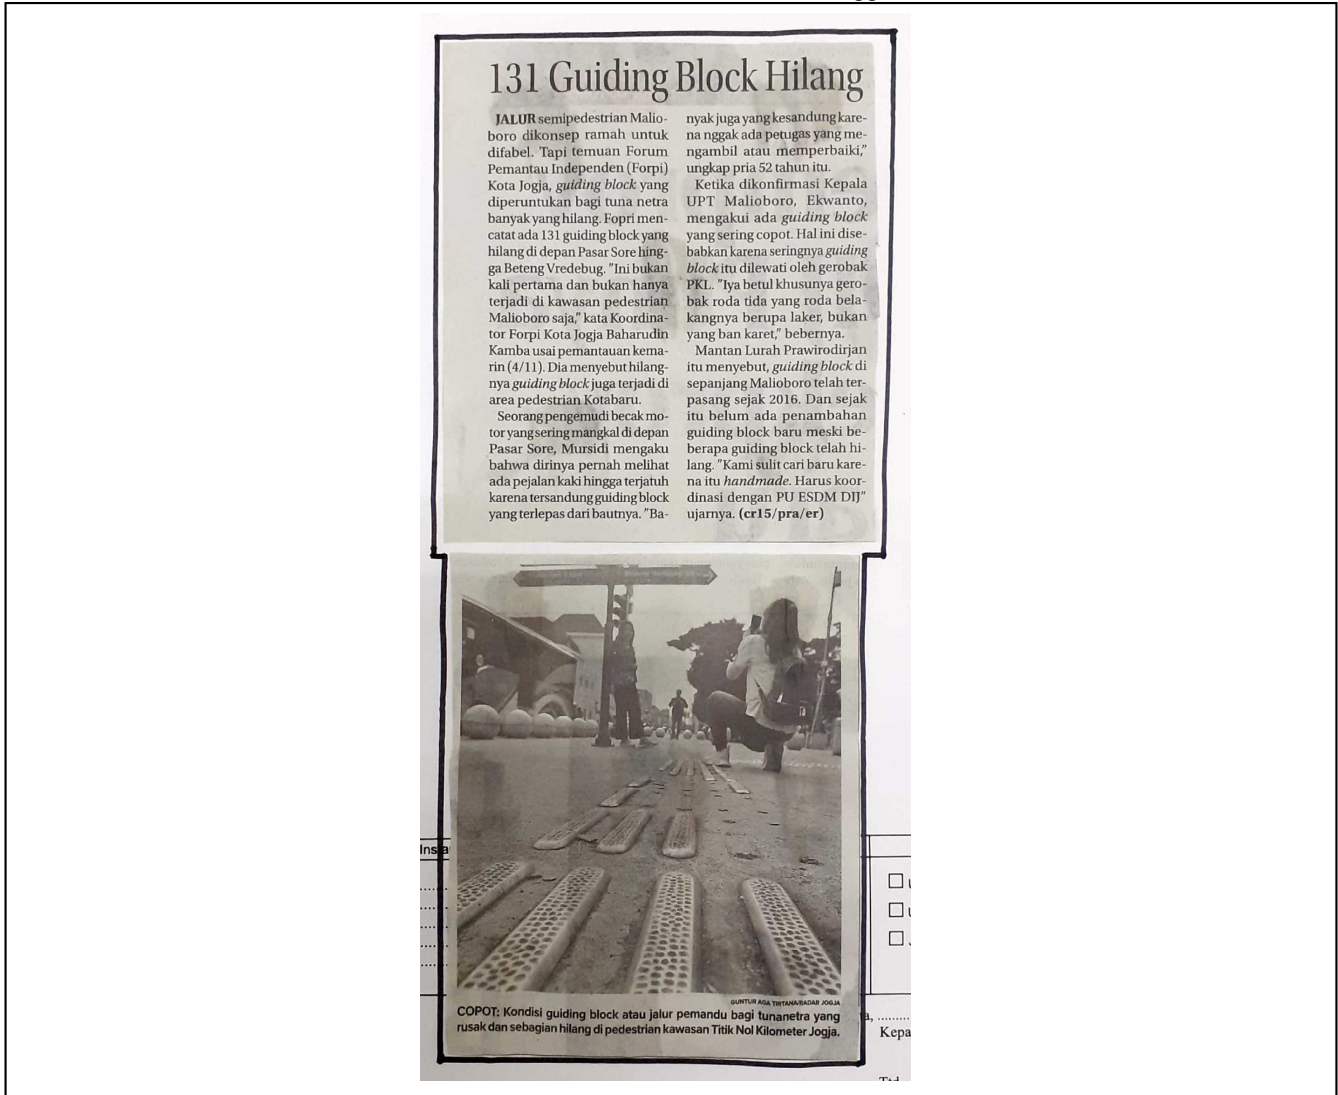 131 Guiding Block Hilang
JALUR semipedestrian Malio-
boro dikonsep ramah untuk
difabel. Tapi temuan Forum
Pemantau Independen (Forpi)
Kota Jogja, guiding block yang
diperuntukan bagi tuna netra
banyak yang hilang. Fopri men-
catat ada 131 guiding block yang
hilang di depan Pasar Sore hing-
ga Beteng Vredebug. "Ini bukan
kali pertama dan bukan hanya
terjadi di kawasan pedestrian
Malioboro saja," kata Koordina-
tor Forpi Kota Jogja Baharudin
Kamba usai pemantauan kema-
rin (4/11). Dia menyebut hilang-
nya guiding block juga terjadi di
area pedestrian Kotabaru.
Seorang pengemudi becak mo-
tor yang sering mangkal di depan
Pasar Sore, Mursidi mengaku
bahwa dirinya pernah melihat
ada pejalan kaki hingga terjatuh
karena tersandung guiding block
yang terlepas dari bautnya. "Ba-
nyak juga yang kesandung kare-
na nggak ada petugas yang me-
ngambil atau memperbaiki,"
ungkap pria 52 tahun itu.
Ketika dikonfirmasi Kepala
UPT Malioboro, Ekwanto,
mengakui ada guiding block
yang sering copot. Hal ini dise-
babkan karena seringnya guiding
block itu dilewati oleh gerobak
PKL. "Iya betul khusunya gero-
bak roda tida yang roda bela-
kangnya berupa laker, bukan
yang ban karet," bebernya.
Mantan Lurah Prawirodirjan
itu menyebut, guiding block di
sepanjang Malioboro telah ter-
pasang sejak 2016. Dan sejak
itu belum ada penambahan
guiding block baru meski be-
berapa guiding block telah hi-
lang. "Kami sulit cari baru kare-
na itu handmade. Harus koor-
dinasi dengan PU ESDM DIJ"
ujarnya. (cr15/pra/er)
GUNTUR AGA TIRTANA/RADAR JOGJA
COPOT: Kondisi guiding block atau jalur pemandu bagi tunanetra yang
rusak dan sebagian hilang di pedestrian kawasan Titik Nol Kilometer Jogja.
Insta
a, .........
Kepa